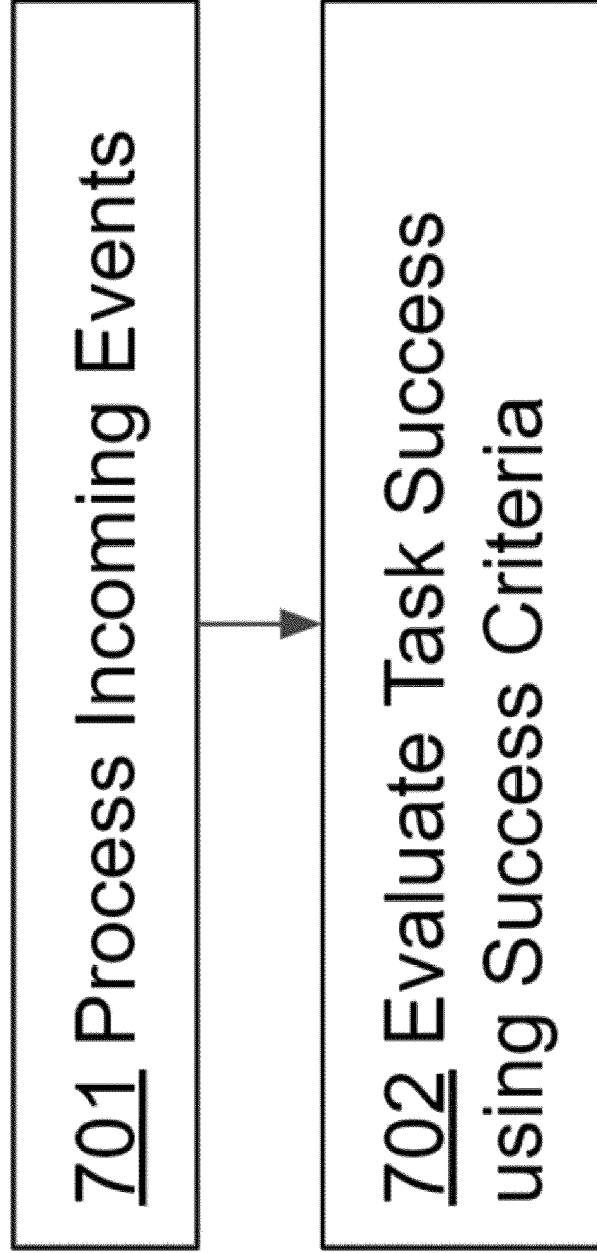 701 Process Incoming Events
702 Evaluate Task Success
using Success Criteria